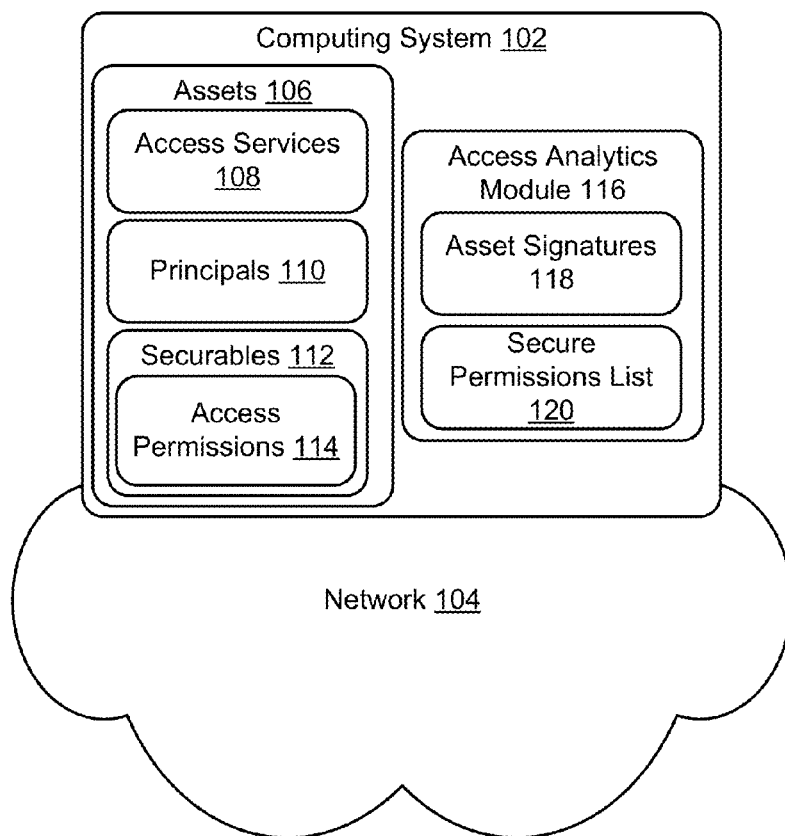 Computing System 102
Assets 106
Access Services
108
Principals 110
Securables 112
Access
Permissions 114
Access Analytics
Module 116
Asset Signatures
118
Secure
Permissions List
120
Network 104